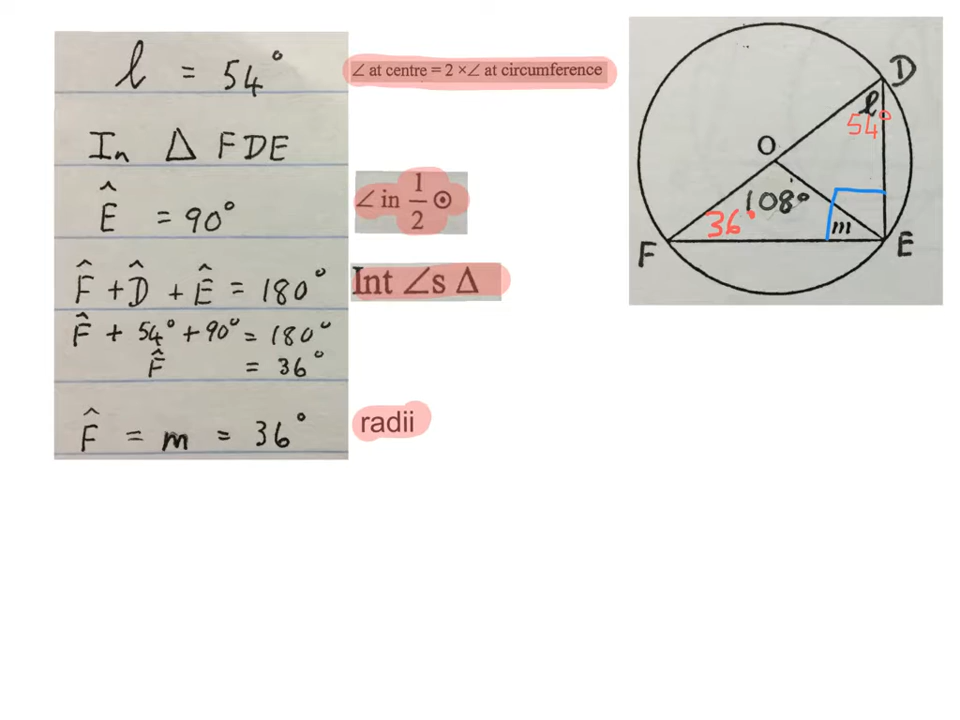 l = 54°
∠ at centre = 2 ×∠ at circumference
In Δ FDE
Ê = 90°
∠ in 1/2 ⊙
F̂ + D̂ + Ê = 180°
Int ∠s Δ
F̂ + 54° + 90° = 180°
F̂ = 36°
F̂ = m = 36°
radii
D
l
54°
O
108°
36°
m
F
E